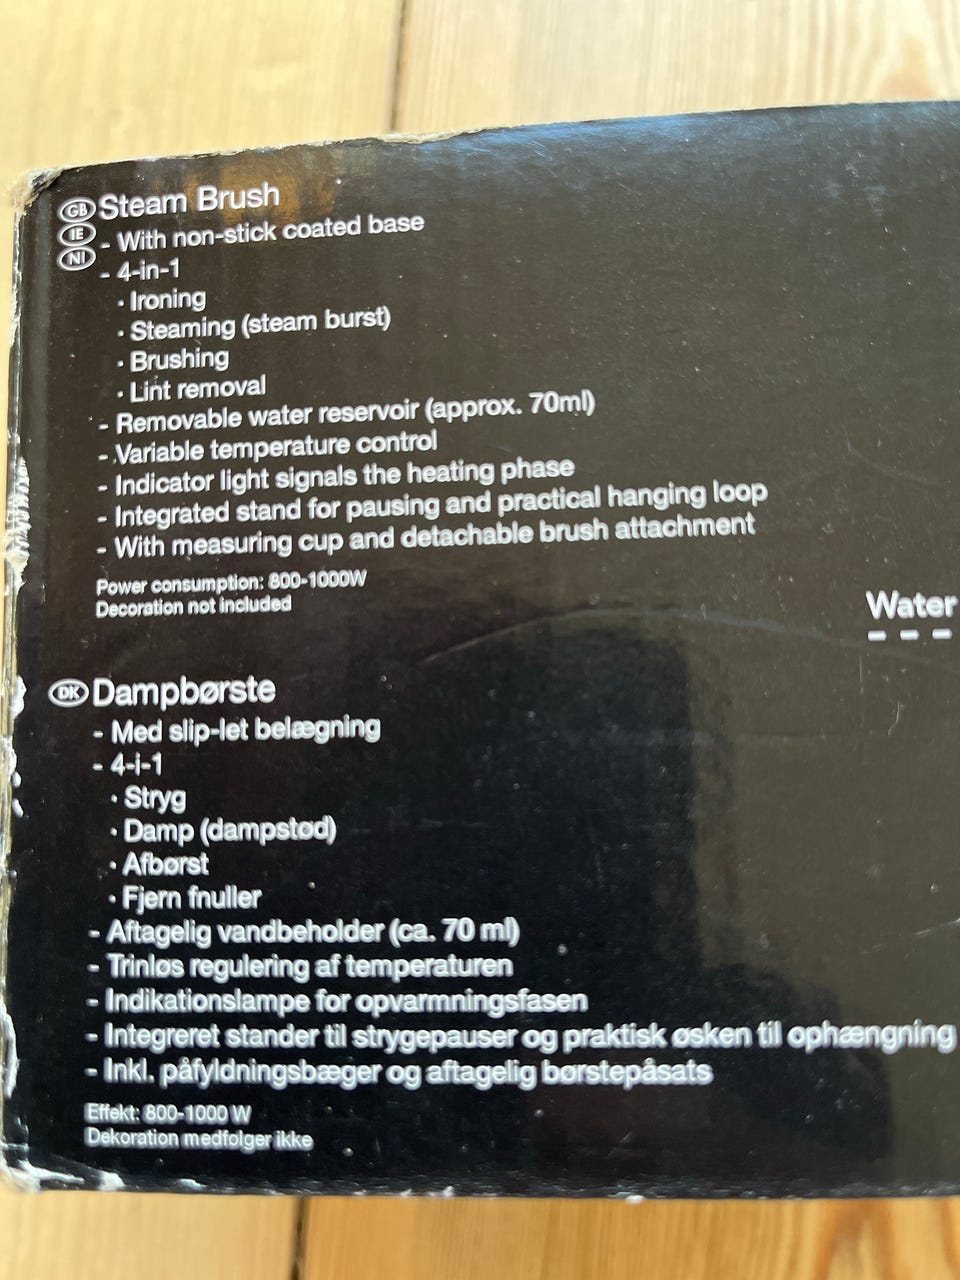 GB Steam Brush
IE
NI
- With non-stick coated base
- 4-in-1
· Ironing
· Steaming (steam burst)
· Brushing
· Lint removal
- Removable water reservoir (approx. 70ml)
- Variable temperature control
- Indicator light signals the heating phase
- Integrated stand for pausing and practical hanging loop
- With measuring cup and detachable brush attachment
Power consumption: 800-1000W
Decoration not included
Water
DK Dampbørste
- Med slip-let belægning
- 4-i-1
· Stryg
· Damp (dampstød)
· Afbørst
· Fjern fnuller
- Aftagelig vandbeholder (ca. 70 ml)
- Trinløs regulering af temperaturen
- Indikationslampe for opvarmningsfasen
- Integreret stander til strygepauser og praktisk øsken til ophængning
- Inkl. påfyldningsbæger og aftagelig børstepåsats
Effekt: 800-1000 W
Dekoration medfølger ikke